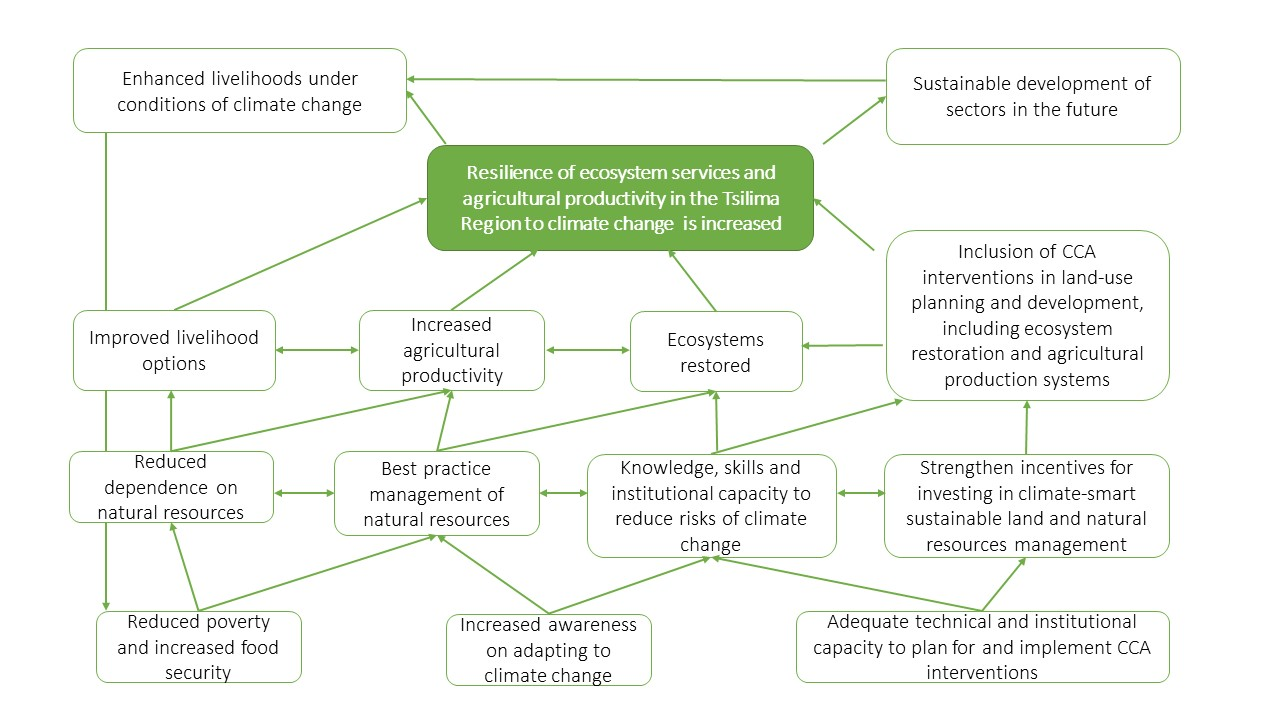 Enhanced livelihoods under
conditions of climate change
Sustainable development of
sectors in the future
Resilience of ecosystem services and
agricultural productivity in the Tsilima
Region to climate change is increased
Inclusion of CCA
interventions in land-use
planning and development,
including ecosystem
restoration and agricultural
production systems
Improved livelihood
options
Increased
agricultural
productivity
Ecosystems
restored
Reduced
dependence on
natural resources
Best practice
management of
natural resources
Knowledge, skills and
institutional capacity to
reduce risks of climate
change
Strengthen incentives for
investing in climate-smart
sustainable land and natural
resources management
Reduced poverty
and increased food
security
Increased awareness
on adapting to
climate change
Adequate technical and institutional
capacity to plan for and implement CCA
interventions